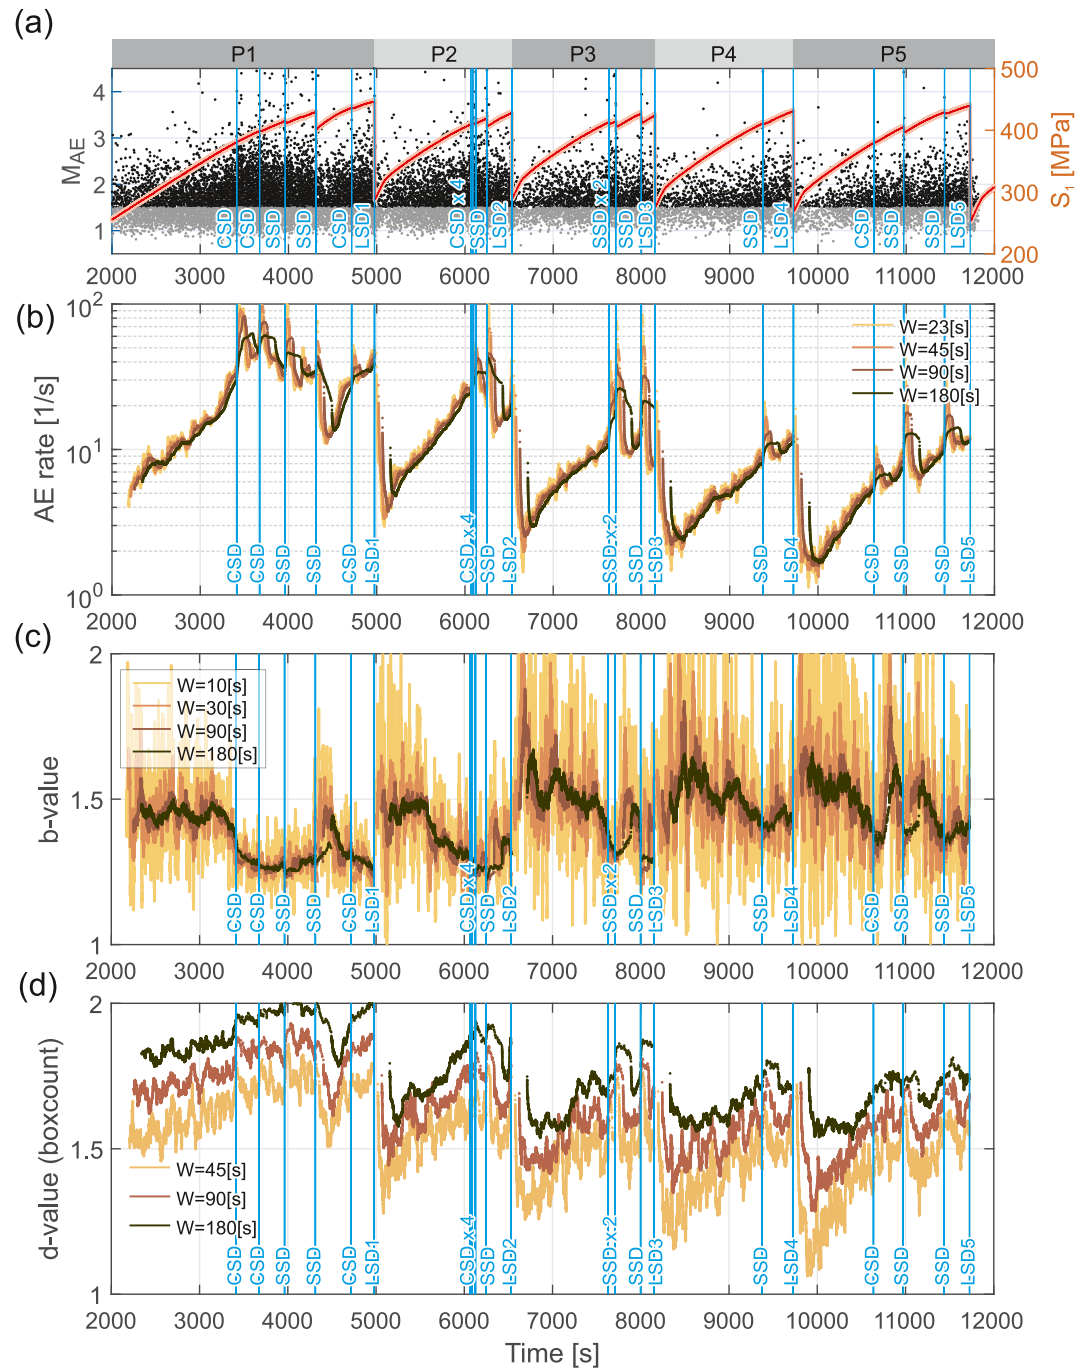 (a)
P1 P2 P3 P4 P5
4
3
2
1
M_AE
500
400
300
200
S_1 [MPa]
CSD CSD SSD SSD CSD LSD1 CSD x 4 SSD LSD2 SSD x 2 SSD LSD3 SSD LSD4 CSD SSD SSD LSD5
2000 3000 4000 5000 6000 7000 8000 9000 10000 11000 12000
(b)
10^2
10^1
10^0
AE rate [1/s]
W=23[s]
W=45[s]
W=90[s]
W=180[s]
CSD CSD SSD SSD CSD LSD1 CSD x 4 SSD LSD2 SSD x 2 SSD LSD3 SSD LSD4 CSD SSD SSD LSD5
2000 3000 4000 5000 6000 7000 8000 9000 10000 11000 12000
(c)
2
1.5
1
b-value
W=10[s]
W=30[s]
W=90[s]
W=180[s]
CSD CSD SSD SSD CSD LSD1 CSD x 4 SSD LSD2 SSD x 2 SSD LSD3 SSD LSD4 CSD SSD SSD LSD5
2000 3000 4000 5000 6000 7000 8000 9000 10000 11000 12000
(d)
2
1.5
1
d-value (boxcount)
W=45[s]
W=90[s]
W=180[s]
CSD CSD SSD SSD CSD LSD1 CSD x 4 SSD LSD2 SSD x 2 SSD LSD3 SSD LSD4 CSD SSD SSD LSD5
2000 3000 4000 5000 6000 7000 8000 9000 10000 11000 12000
Time [s]